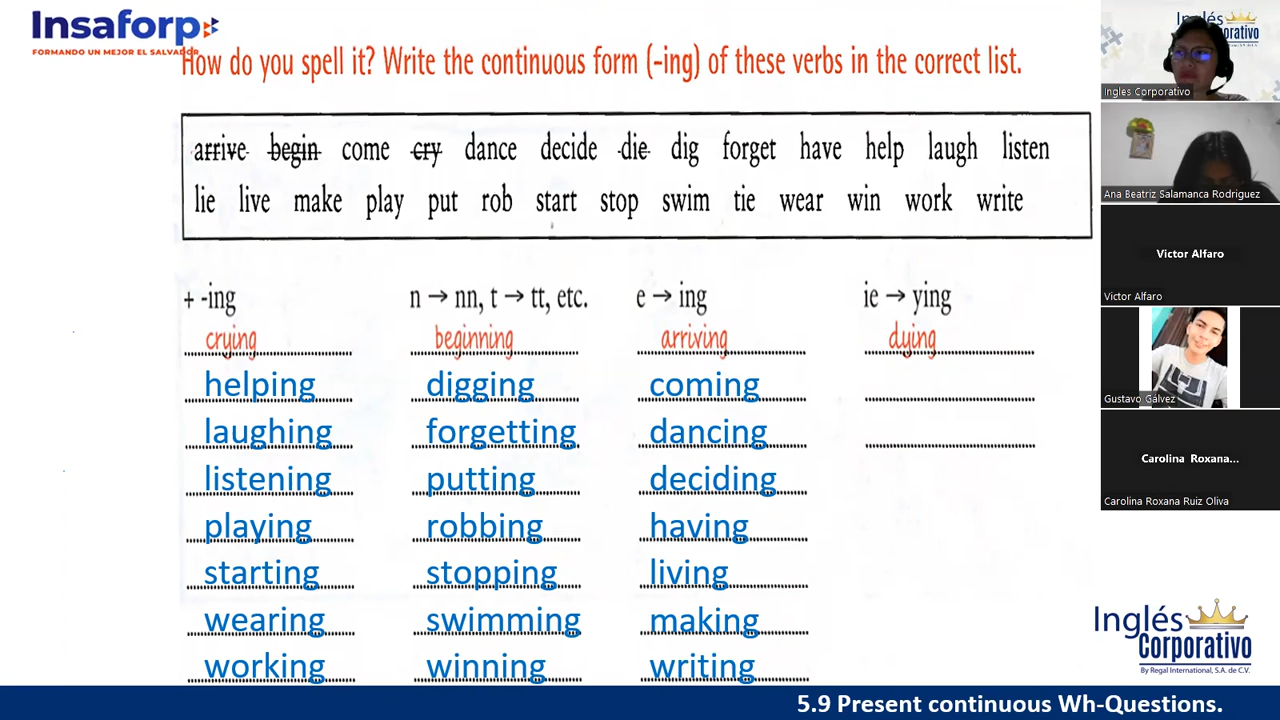 Insaforp
FORMANDO UN MEJOR EL SALVADOR
How do you spell it? Write the continuous form (-ing) of these verbs in the correct list.
arrive begin come cry dance decide die dig forget have help laugh listen
lie live make play put rob start stop swim tie wear win work write
+ -ing
crying
helping
laughing
listening
playing
starting
wearing
working
n → nn, t → tt, etc.
beginning
digging
forgetting
putting
robbing
stopping
swimming
winning
e → ing
arriving
coming
dancing
deciding
having
living
making
writing
ie → ying
dying
Inglés
Corporativo
Ingles Corporativo
Ana Beatriz Salamanca Rodriguez
Victor Alfaro
Victor Alfaro
Gustavo Galvez
Carolina Roxana...
Carolina Roxana Ruiz Oliva
Inglés
Corporativo
By Regal International, S.A. de C.V.
5.9 Present continuous Wh-Questions.